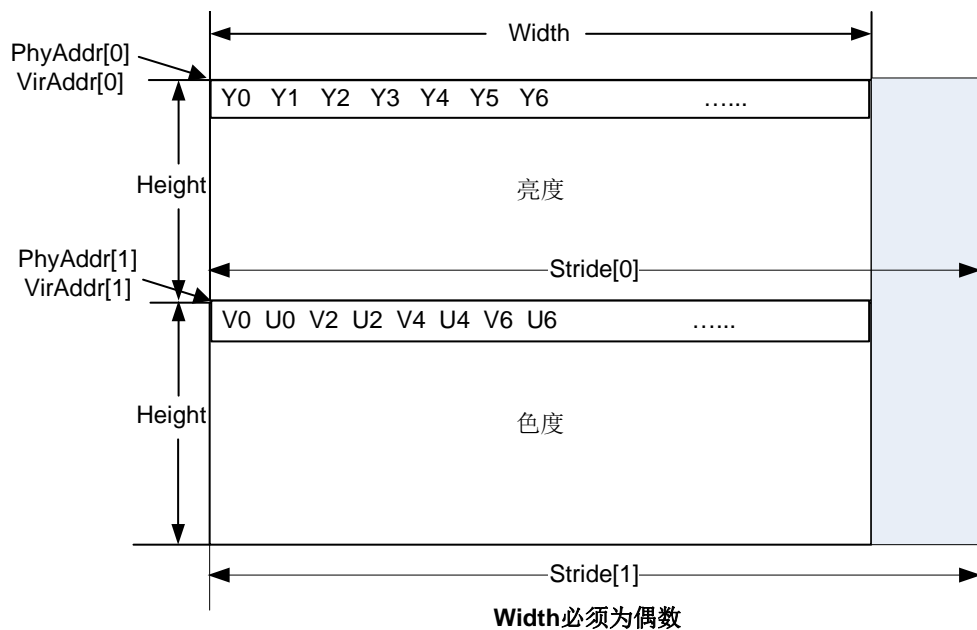 Width
PhyAddr[0]
VirAddr[0]
Y0 Y1 Y2 Y3 Y4 Y5 Y6 …...
Height
亮度
PhyAddr[1]
VirAddr[1]
Stride[0]
V0 U0 V2 U2 V4 U4 V6 U6 …...
Height
色度
Stride[1]
Width必须为偶数